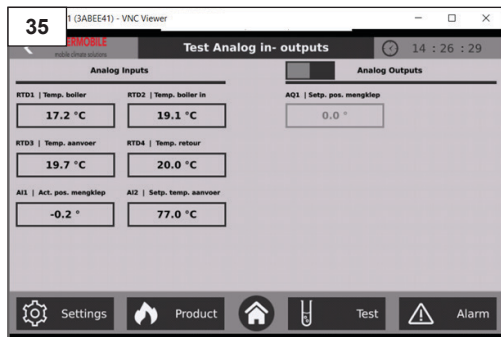 35
1 (3ABEE41) - VNC Viewer
ERMOBILE
mobile climate solutions
Test Analog in- outputs
14 : 26 : 29
Analog Inputs
Analog Outputs
RTD1 | Temp. boiler
RTD2 | Temp. boiler in
AQ1 | Setp. pos. mengklep
17.2 °C
19.1 °C
0.0 °
RTD3 | Temp. aanvoer
RTD4 | Temp. retour
19.7 °C
20.0 °C
AI1 | Act. pos. mengklep
AI2 | Setp. temp. aanvoer
-0.2 °
77.0 °C
Settings
Product
Test
Alarm